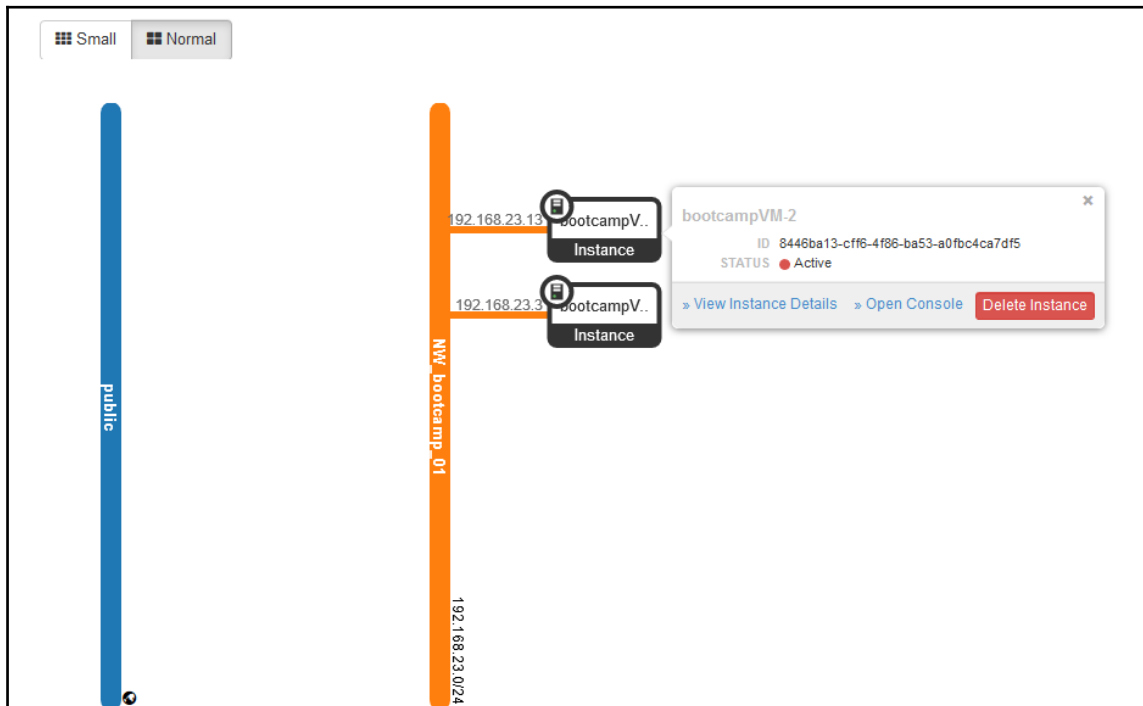 Small
Normal
public
NW_bootcamp_01
192.168.23.0/24
192.168.23.13
bootcampV..
Instance
192.168.23.3
bootcampV..
Instance
×
bootcampVM-2
ID 8446ba13-cff6-4f86-ba53-a0fbc4ca7df5
STATUS Active
» View Instance Details » Open Console Delete Instance